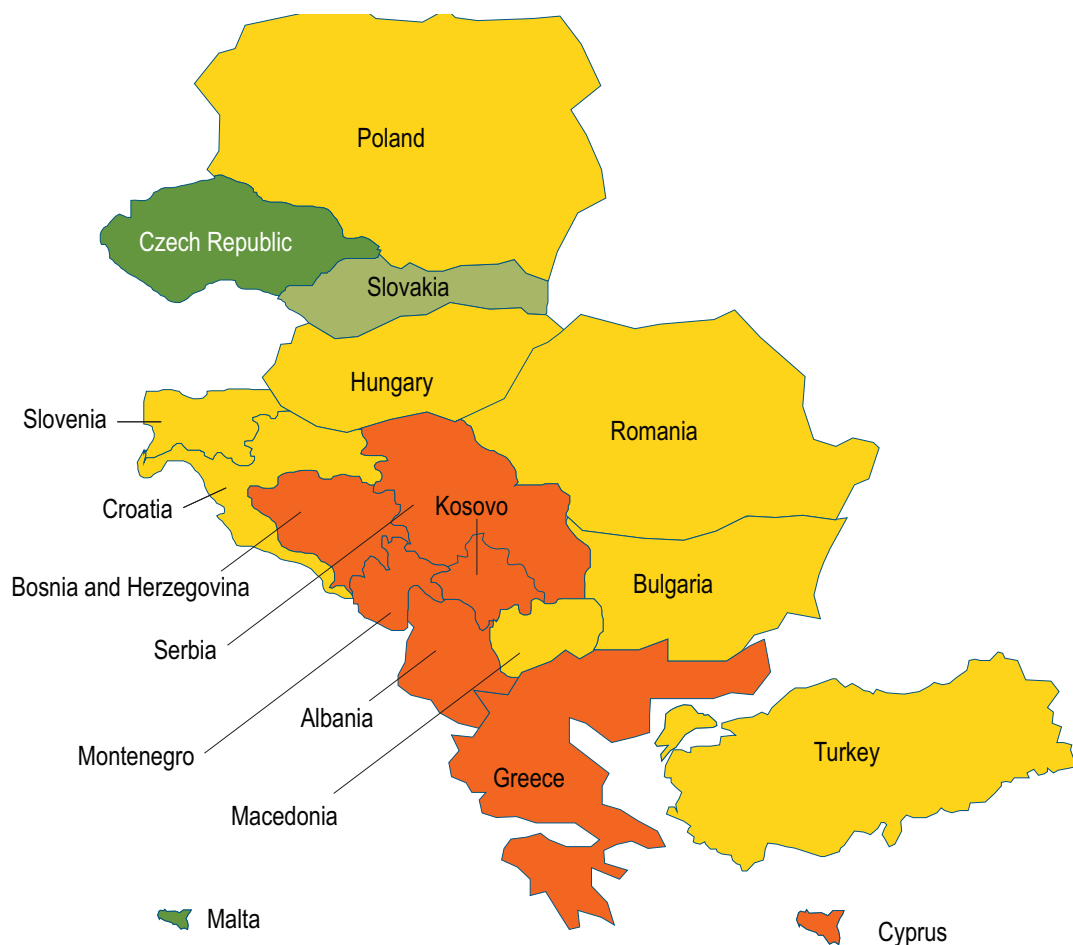 Poland
Czech Republic
Slovakia
Hungary
Slovenia
Romania
Croatia
Kosovo
Bosnia and Herzegovina
Bulgaria
Serbia
Albania
Montenegro
Turkey
Greece
Macedonia
Malta
Cyprus